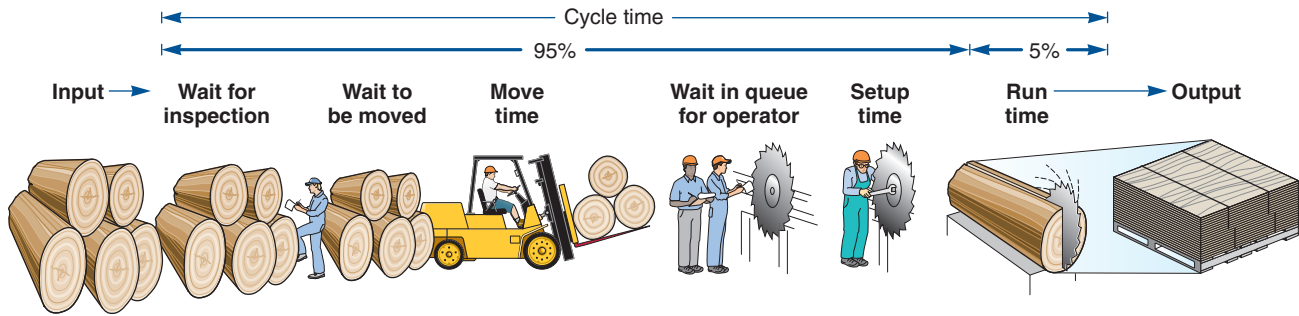 Cycle time
95%
5%
Input
Wait for
inspection
Wait to
be moved
Move
time
Wait in queue
for operator
Setup
time
Run
time
Output